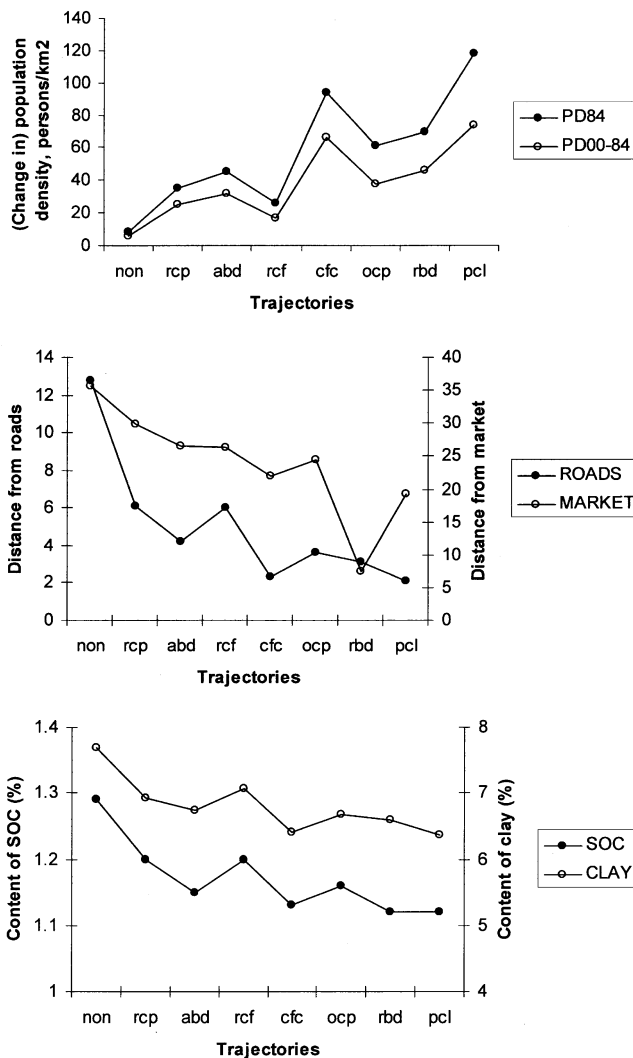 (Change in) population
density, persons/km2
140
120
100
80
60
40
20
0
non rcp abd rcf cfc ocp rbd pcl
Trajectories
PD84
PD00-84
Distance from roads
14
12
10
8
6
4
2
0
40
35
30
25
20
15
10
5
0
Distance from market
non rcp abd rcf cfc ocp rbd pcl
Trajectories
ROADS
MARKET
Content of SOC (%)
1.4
1.3
1.2
1.1
1
8
7
6
5
4
Content of clay (%)
non rcp abd rcf cfc ocp rbd pcl
Trajectories
SOC
CLAY